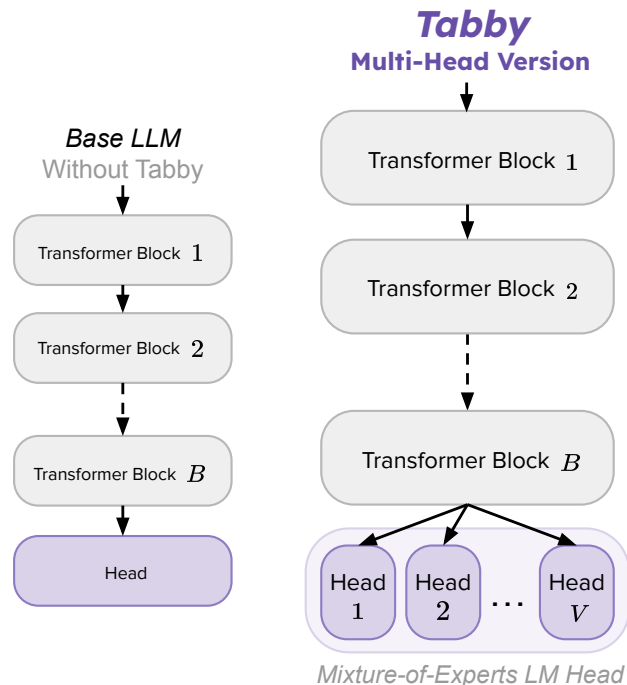 Base LLM
Without Tabby
Transformer Block 1
Transformer Block 2
Transformer Block B
Head
Tabby
Multi-Head Version
Transformer Block 1
Transformer Block 2
Transformer Block B
Head 1
Head 2
...
Head V
Mixture-of-Experts LM Head